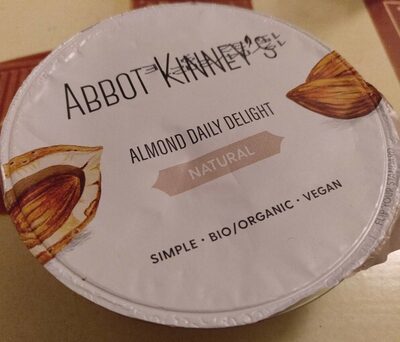 ABBOT KINNEY'S
ALMOND DAILY DELIGHT
NATURAL
SIMPLE • BIO/ORGANIC • VEGAN